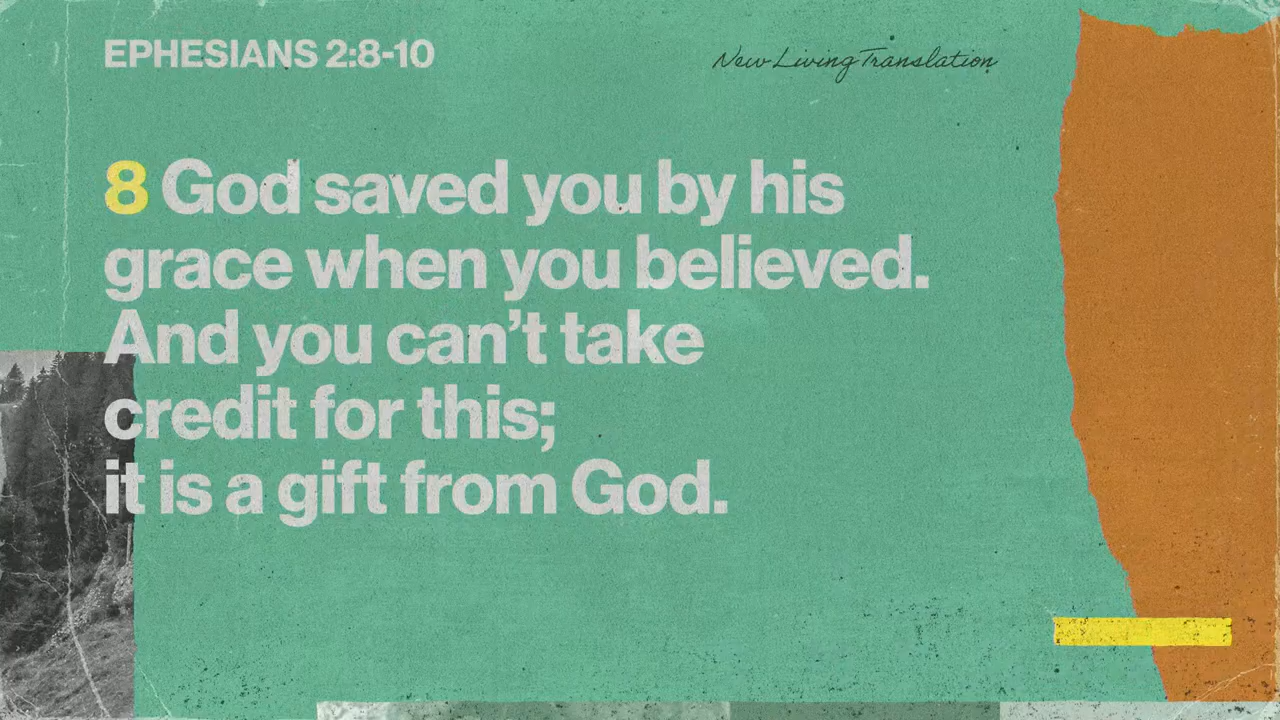 EPHESIANS 2:8-10
New Living Translation
8 God saved you by his
grace when you believed.
And you can’t take
credit for this;
it is a gift from God.